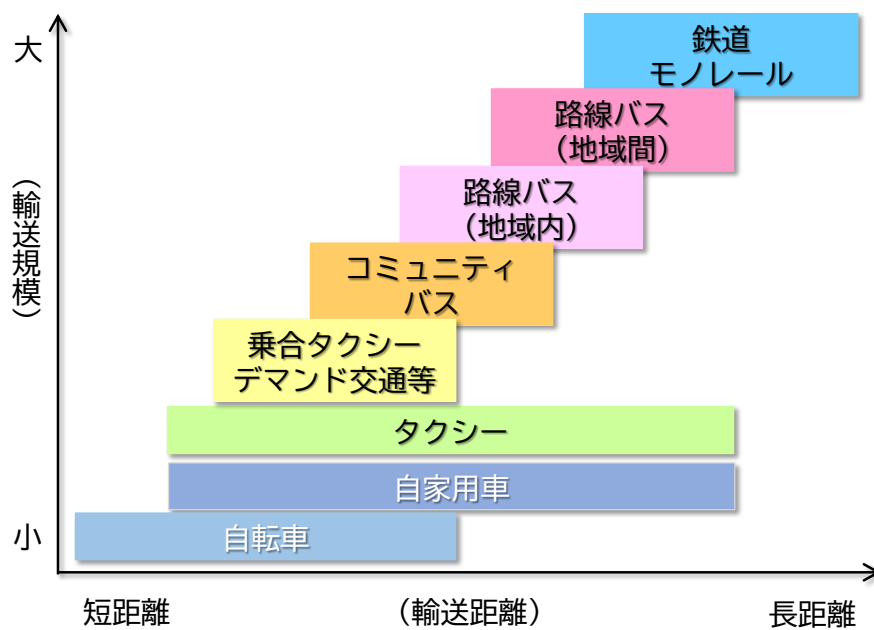 大
鉄道
モノレール
路線バス
（地域間）
路線バス
（地域内）
（輸送規模）
コミュニティ
バス
乗合タクシー
デマンド交通等
タクシー
自家用車
小
自転車
短距離
（輸送距離）
長距離